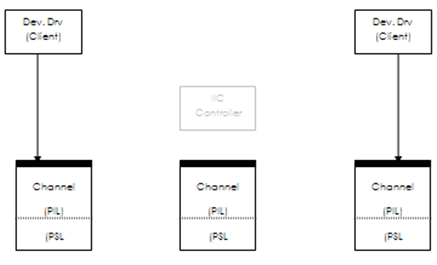 Dev. Drv
(Client)
Dev. Drv
(Client)
IIC
Controller
Channel
(PIL)
(PSL
Channel
(PIL)
(PSL
Channel
(PIL)
(PSL